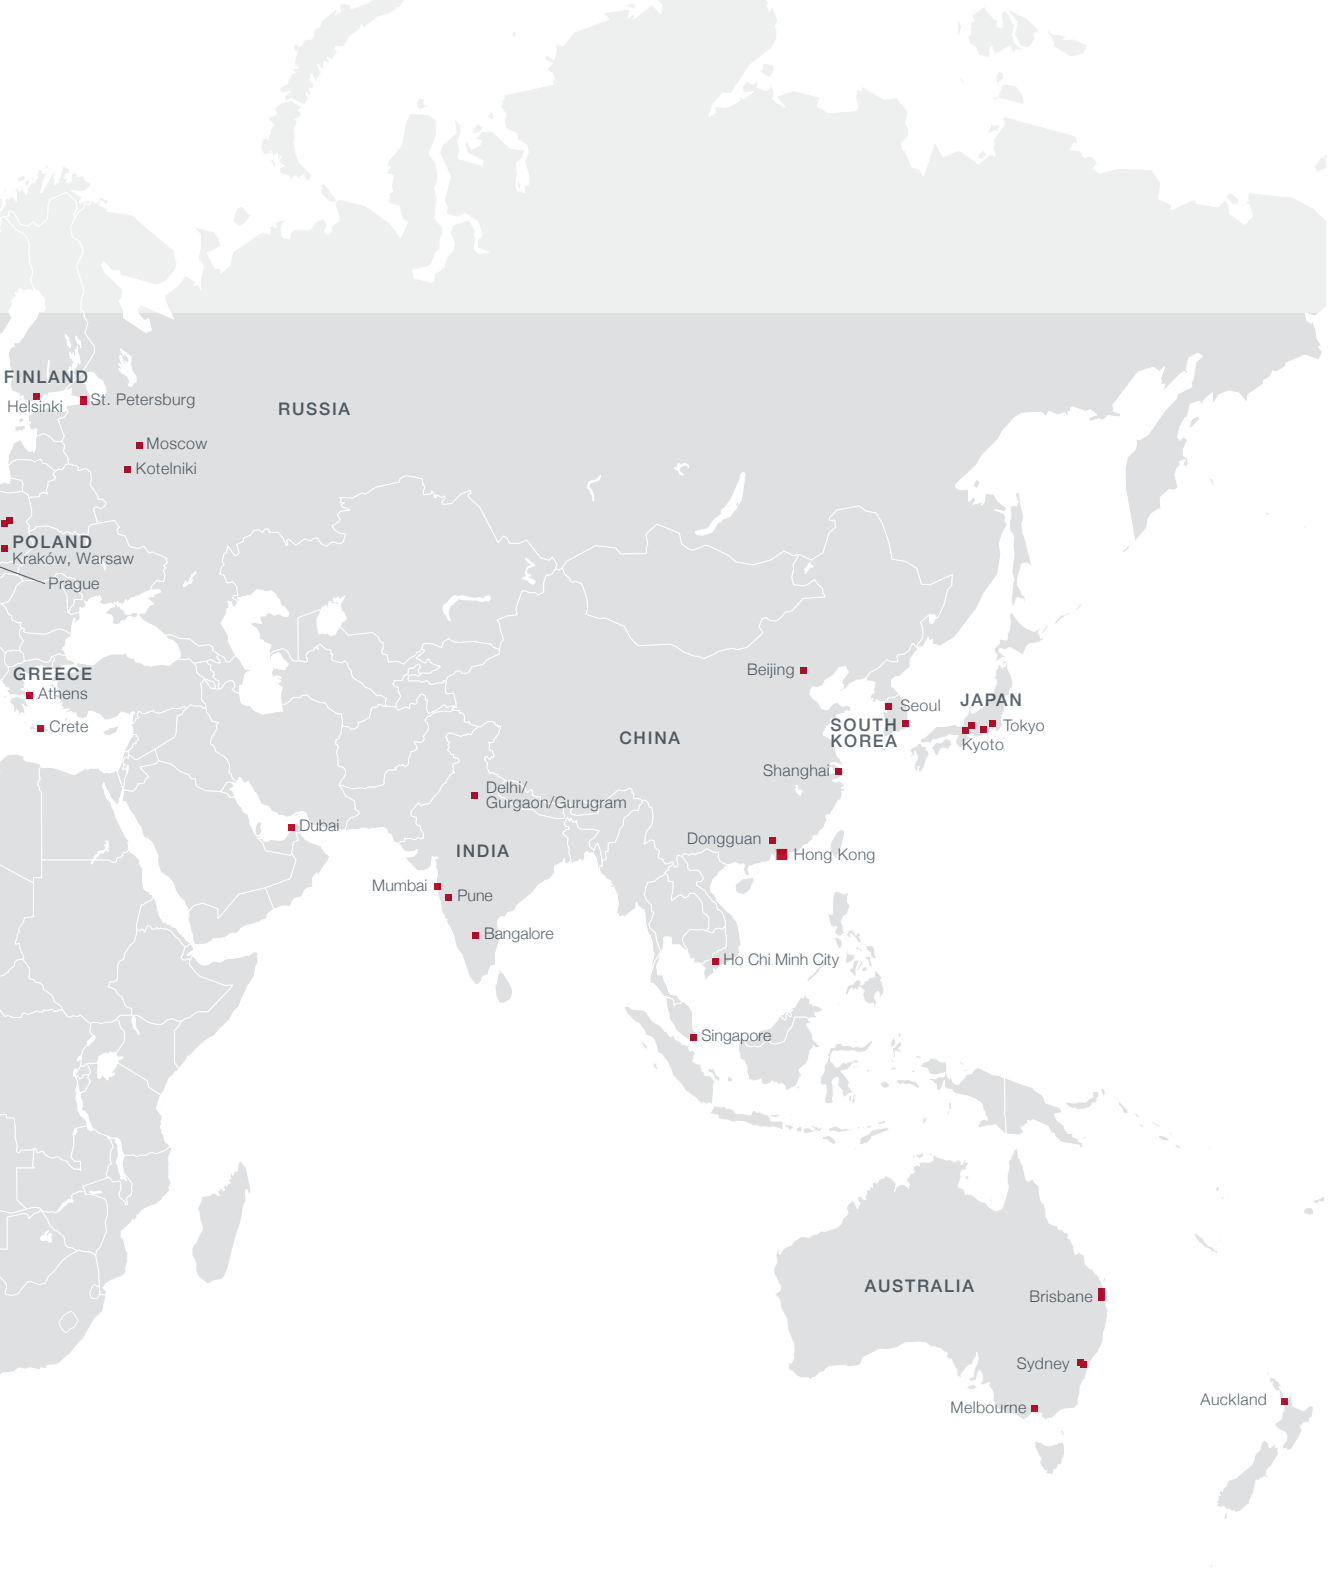 FINLAND
Helsinki
St. Petersburg
RUSSIA
Moscow
Kotelniki
POLAND
Kraków, Warsaw
Prague
GREECE
Athens
Crete
Beijing
Seoul
JAPAN
SOUTH
KOREA
Tokyo
Kyoto
CHINA
Shanghai
Delhi/
Gurgaon/Gurugram
Dubai
INDIA
Dongguan
Hong Kong
Mumbai
Pune
Bangalore
Ho Chi Minh City
Singapore
AUSTRALIA
Brisbane
Sydney
Melbourne
Auckland